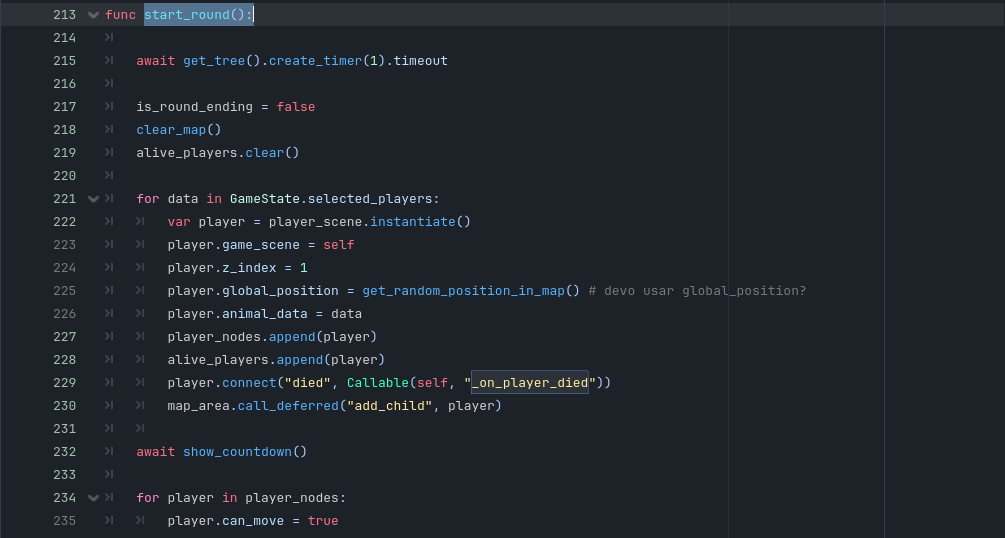 213 func start_round():
214
215 await get_tree().create_timer(1).timeout
216
217 is_round_ending = false
218 clear_map()
219 alive_players.clear()
220
221 for data in GameState.selected_players:
222 var player = player_scene.instantiate()
223 player.game_scene = self
224 player.z_index = 1
225 player.global_position = get_random_position_in_map() # devo usar global_position?
226 player.animal_data = data
227 player_nodes.append(player)
228 alive_players.append(player)
229 player.connect("died", Callable(self, "_on_player_died"))
230 map_area.call_deferred("add_child", player)
231
232 await show_countdown()
233
234 for player in player_nodes:
235 player.can_move = true